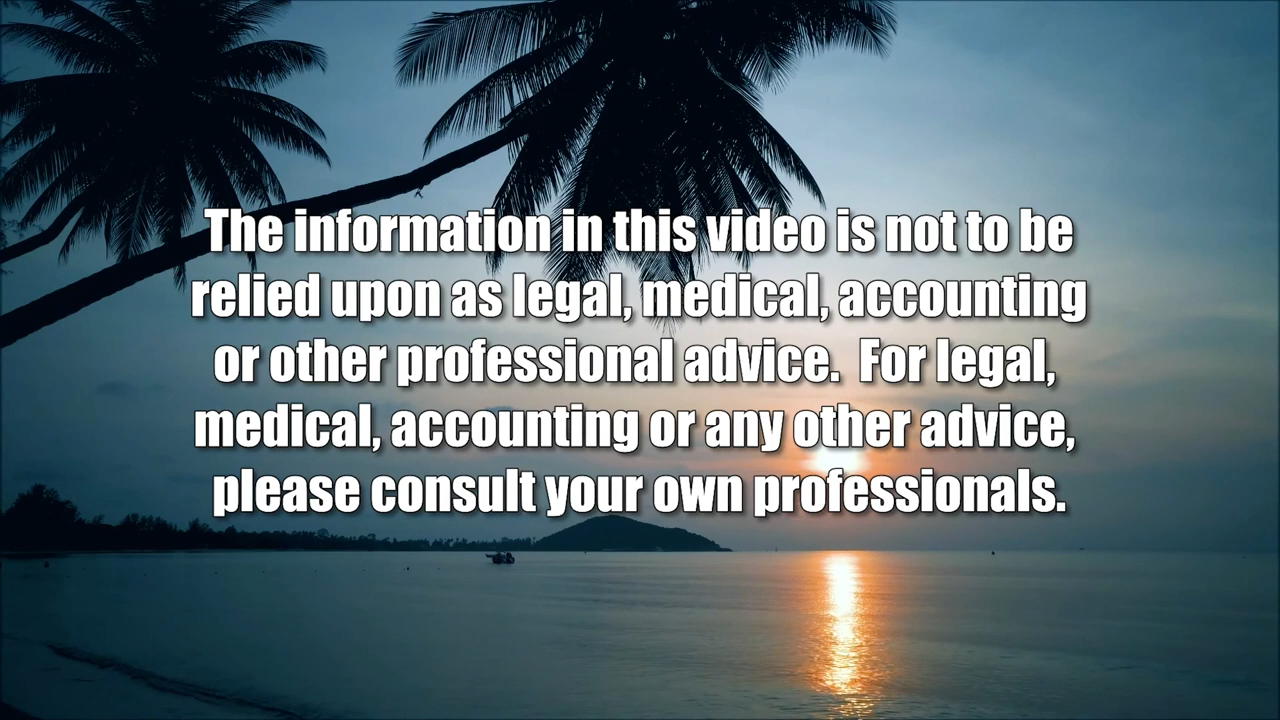 The information in this video is not to be
relied upon as legal, medical, accounting
or other professional advice.  For legal,
medical, accounting or any other advice,
please consult your own professionals.